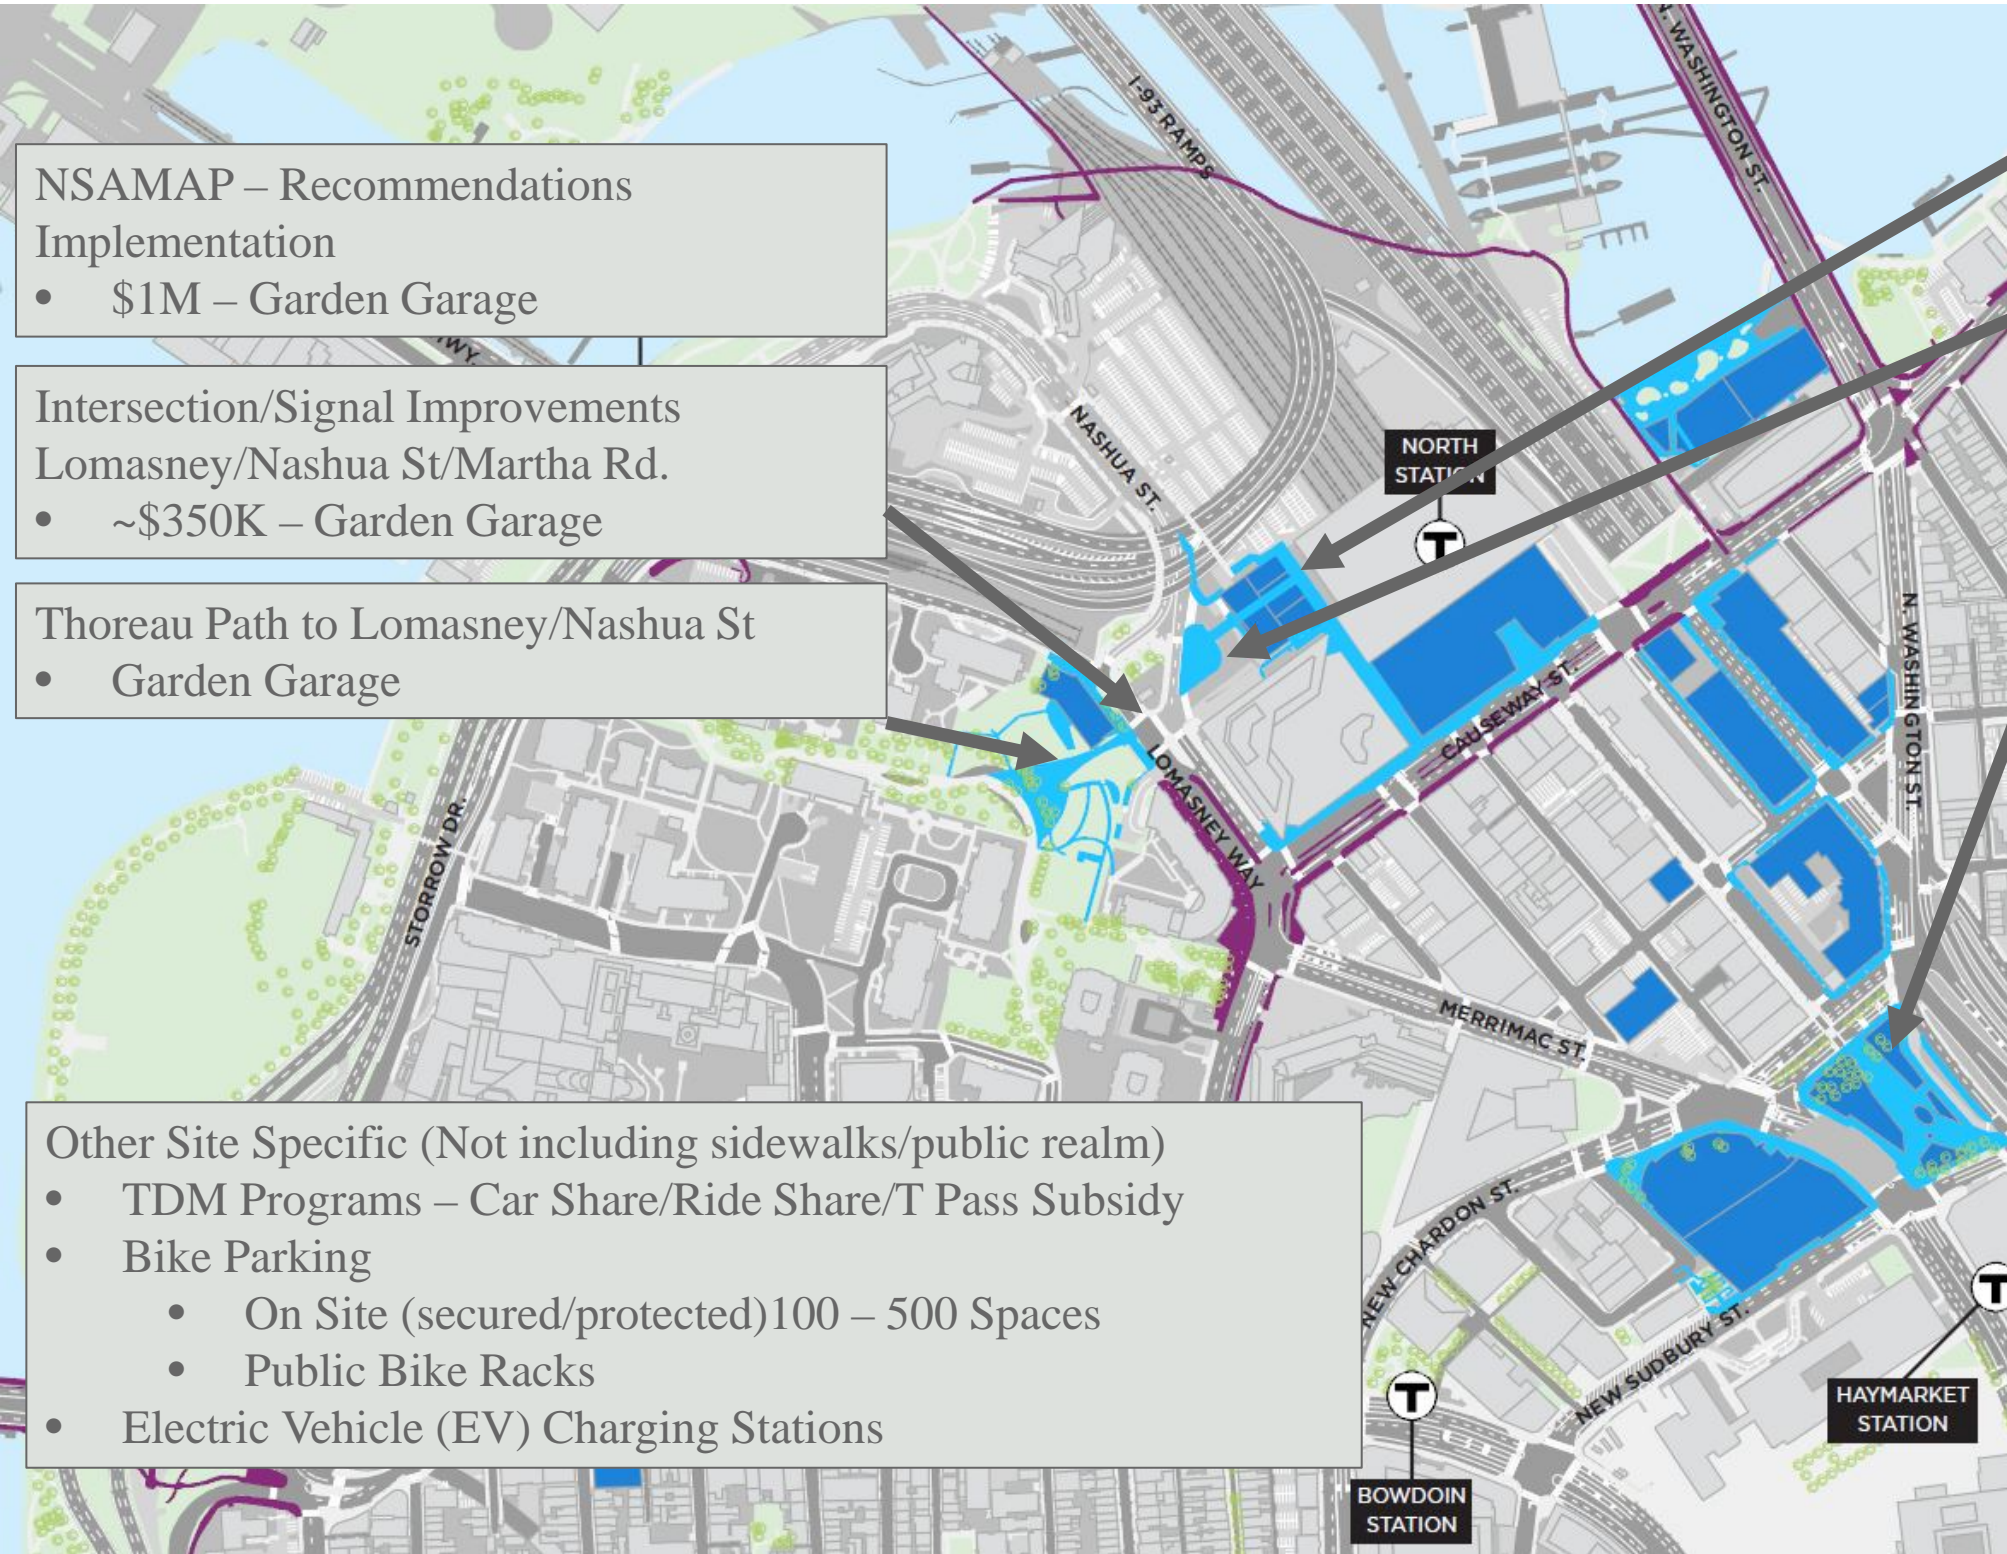 N. WASHINGTON ST.
I-93 RAMPS
NSAMAP – Recommendations
Implementation
• $1M – Garden Garage
HWY.
Intersection/Signal Improvements
Lomasney/Nashua St/Martha Rd.
• ~$350K – Garden Garage
NASHUA ST.
NORTH
STATION
T
Thoreau Path to Lomasney/Nashua St
• Garden Garage
N. WASHINGTON ST.
CAUSEWAY ST.
LOMASNEY WAY
STORROW DR.
MERRIMAC ST.
Other Site Specific (Not including sidewalks/public realm)
• TDM Programs – Car Share/Ride Share/T Pass Subsidy
• Bike Parking
• On Site (secured/protected)100 – 500 Spaces
• Public Bike Racks
• Electric Vehicle (EV) Charging Stations
NEW CHARDON ST.
NEW SUDBURY ST.
T
HAYMARKET
STATION
T
BOWDOIN
STATION